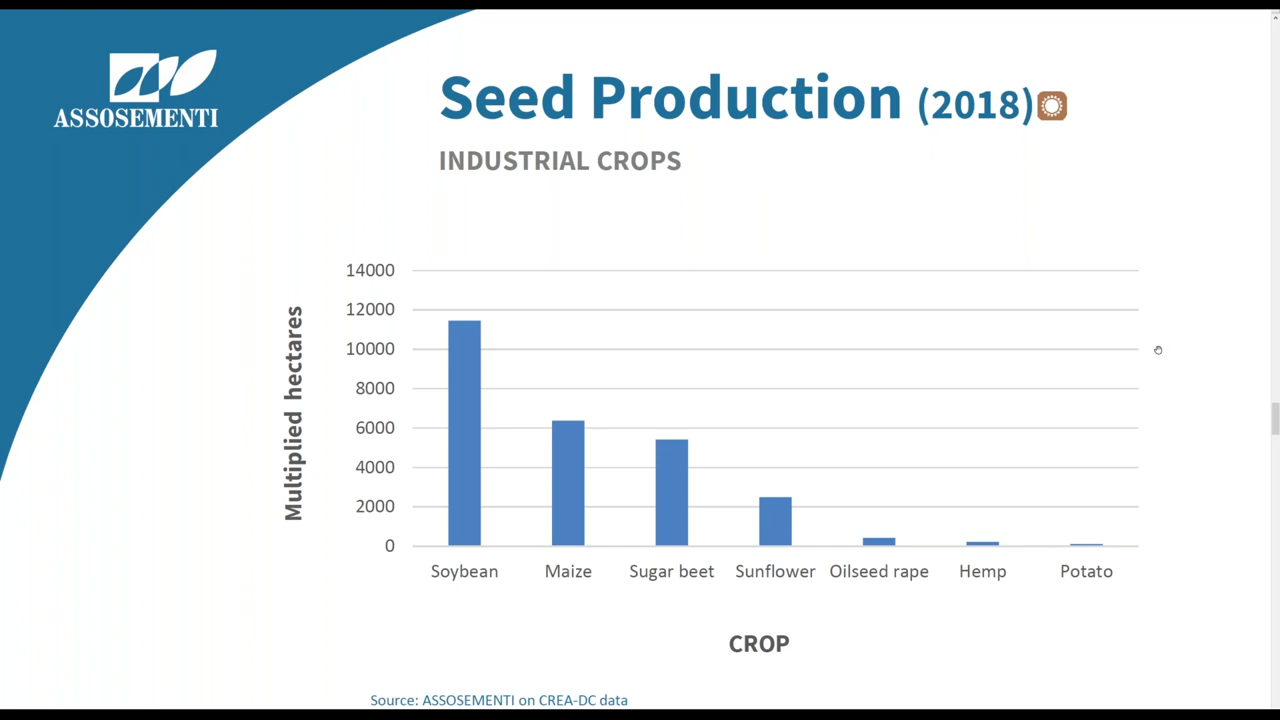 ASSOSEMENTI
Seed Production (2018)
INDUSTRIAL CROPS
Multiplied hectares
14000
12000
10000
8000
6000
4000
2000
0
Soybean Maize Sugar beet Sunflower Oilseed rape Hemp Potato
CROP
Source: ASSOSEMENTI on CREA-DC data